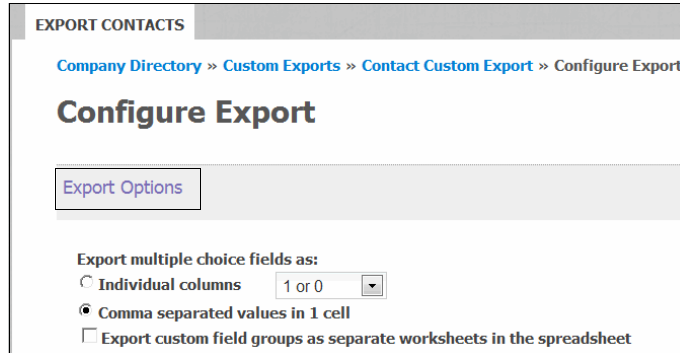 EXPORT CONTACTS
Company Directory » Custom Exports » Contact Custom Export » Configure Export
Configure Export
Export Options
Export multiple choice fields as:
Individual columns 1 or 0
Comma separated values in 1 cell
Export custom field groups as separate worksheets in the spreadsheet